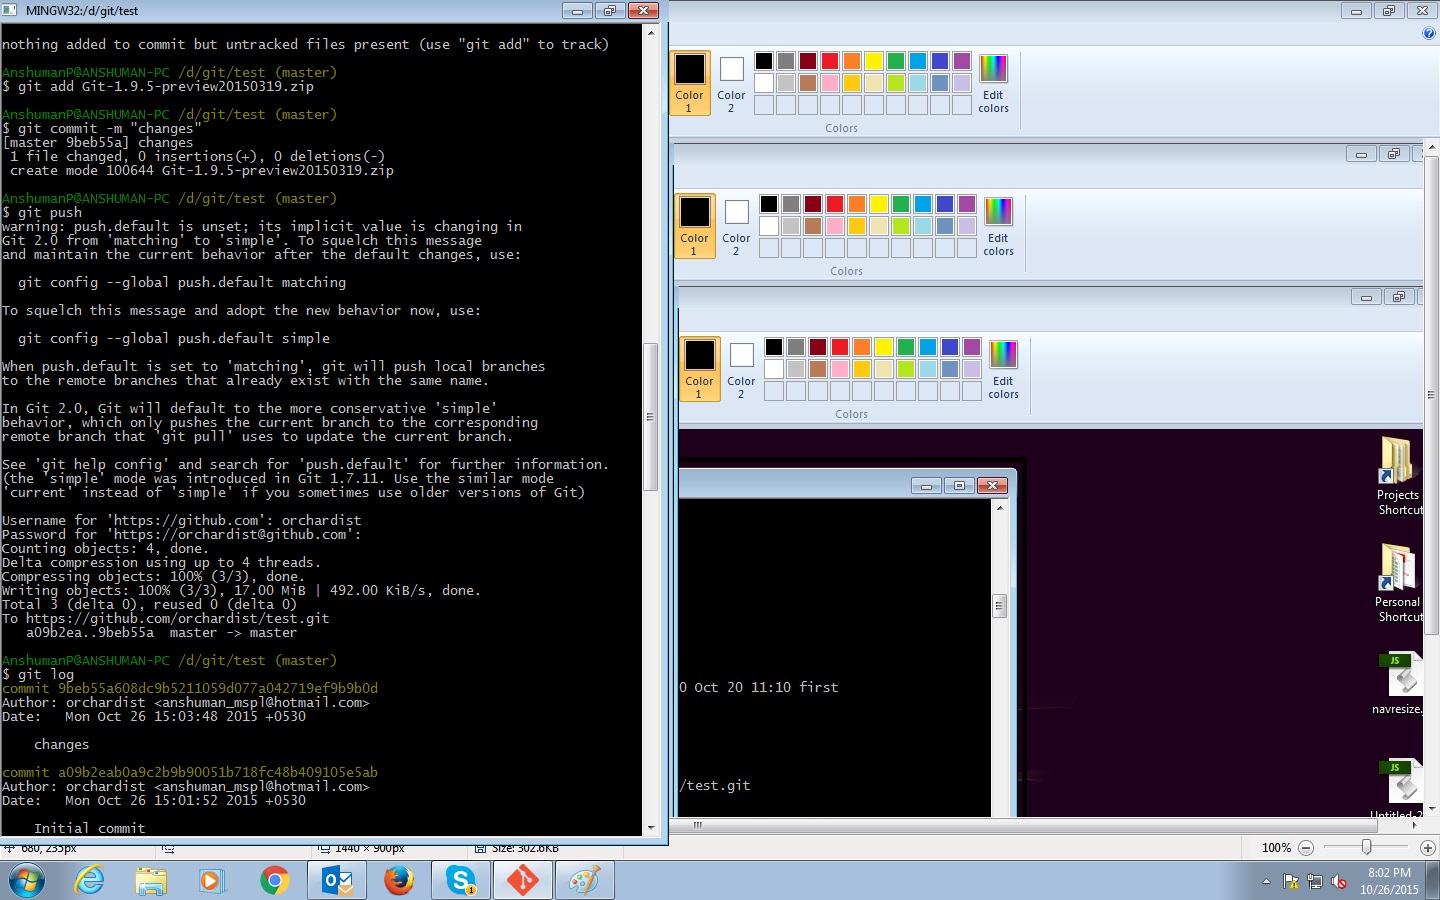 MINGW32:/d/git/test
nothing added to commit but untracked files present (use "git add" to track)
AnshumanP@ANSHUMAN-PC /d/git/test (master)
$ git add Git-1.9.5-preview20150319.zip
AnshumanP@ANSHUMAN-PC /d/git/test (master)
$ git commit -m "changes"
[master 9beb55a] changes
1 file changed, 0 insertions(+), 0 deletions(-)
create mode 100644 Git-1.9.5-preview20150319.zip
AnshumanP@ANSHUMAN-PC /d/git/test (master)
$ git push
warning: push.default is unset; its implicit value is changing in
Git 2.0 from 'matching' to 'simple'. To squelch this message
and maintain the current behavior after the default changes, use:
git config --global push.default matching
To squelch this message and adopt the new behavior now, use:
git config --global push.default simple
When push.default is set to 'matching', git will push local branches
to the remote branches that already exist with the same name.
In Git 2.0, Git will default to the more conservative 'simple'
behavior, which only pushes the current branch to the corresponding
remote branch that 'git pull' uses to update the current branch.
See 'git help config' and search for 'push.default' for further information.
(the 'simple' mode was introduced in Git 1.7.11. Use the similar mode
'current' instead of 'simple' if you sometimes use older versions of Git)
Username for 'https://github.com': orchardist
Password for 'https://orchardist@github.com':
Counting objects: 4, done.
Delta compression using up to 4 threads.
Compressing objects: 100% (3/3), done.
Writing objects: 100% (3/3), 17.00 MiB | 492.00 KiB/s, done.
Total 3 (delta 0), reused 0 (delta 0)
To https://github.com/orchardist/test.git
a09b2ea..9beb55a  master -> master
AnshumanP@ANSHUMAN-PC /d/git/test (master)
$ git log
commit 9beb55a608dc9b5211059d077a042719ef9b9b0d
Author: orchardist <anshuman_mspl@hotmail.com>
Date:   Mon Oct 26 15:03:48 2015 +0530
changes
commit a09b2eab0a9c2b9b90051b718fc48b409105e5ab
Author: orchardist <anshuman_mspl@hotmail.com>
Date:   Mon Oct 26 15:01:52 2015 +0530
Initial commit
Color 1
Color 2
Edit colors
Colors
Color 1
Color 2
Edit colors
Colors
Color 1
Color 2
Edit colors
Colors
0 Oct 20 11:10 first
/test.git
Projects
Shortcut
Personal
Shortcut
JS
navresize.
JS
Untitled-2
680, 235px
1440 × 900px
Size: 302.6KB
100%
8:02 PM
10/26/2015